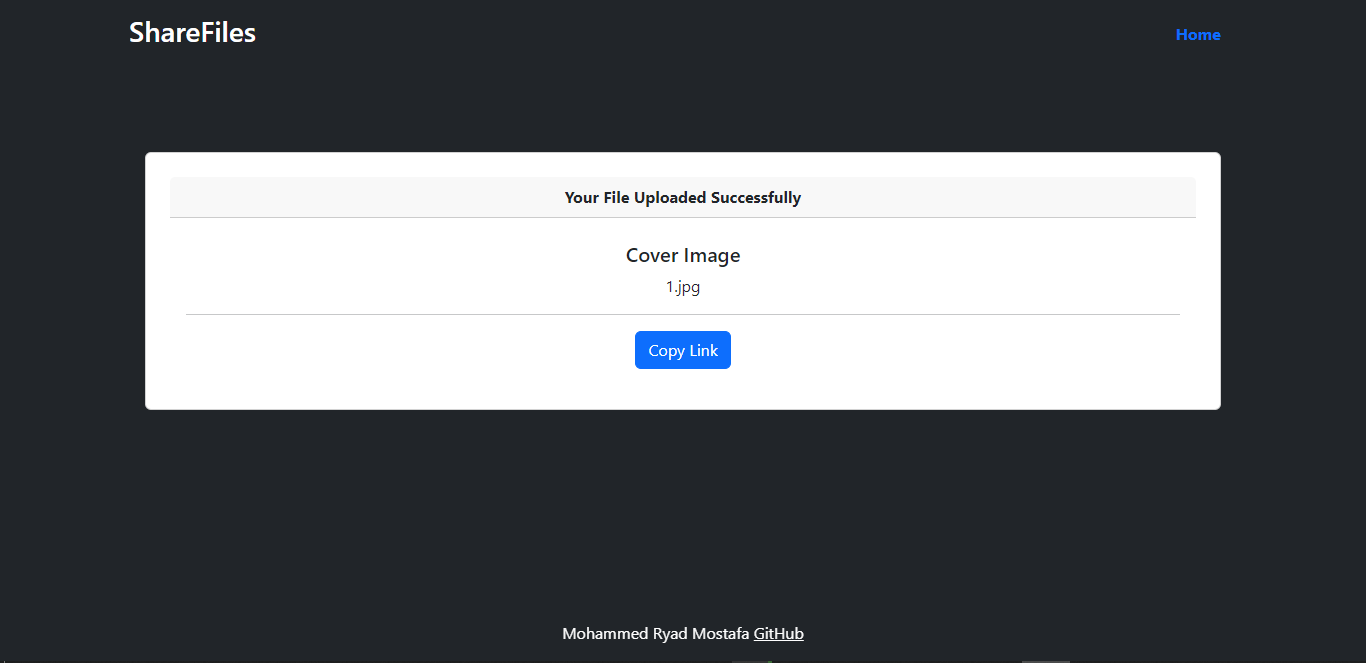 ShareFiles
Home
Your File Uploaded Successfully
Cover Image
1.jpg
Copy Link
Mohammed Ryad Mostafa GitHub